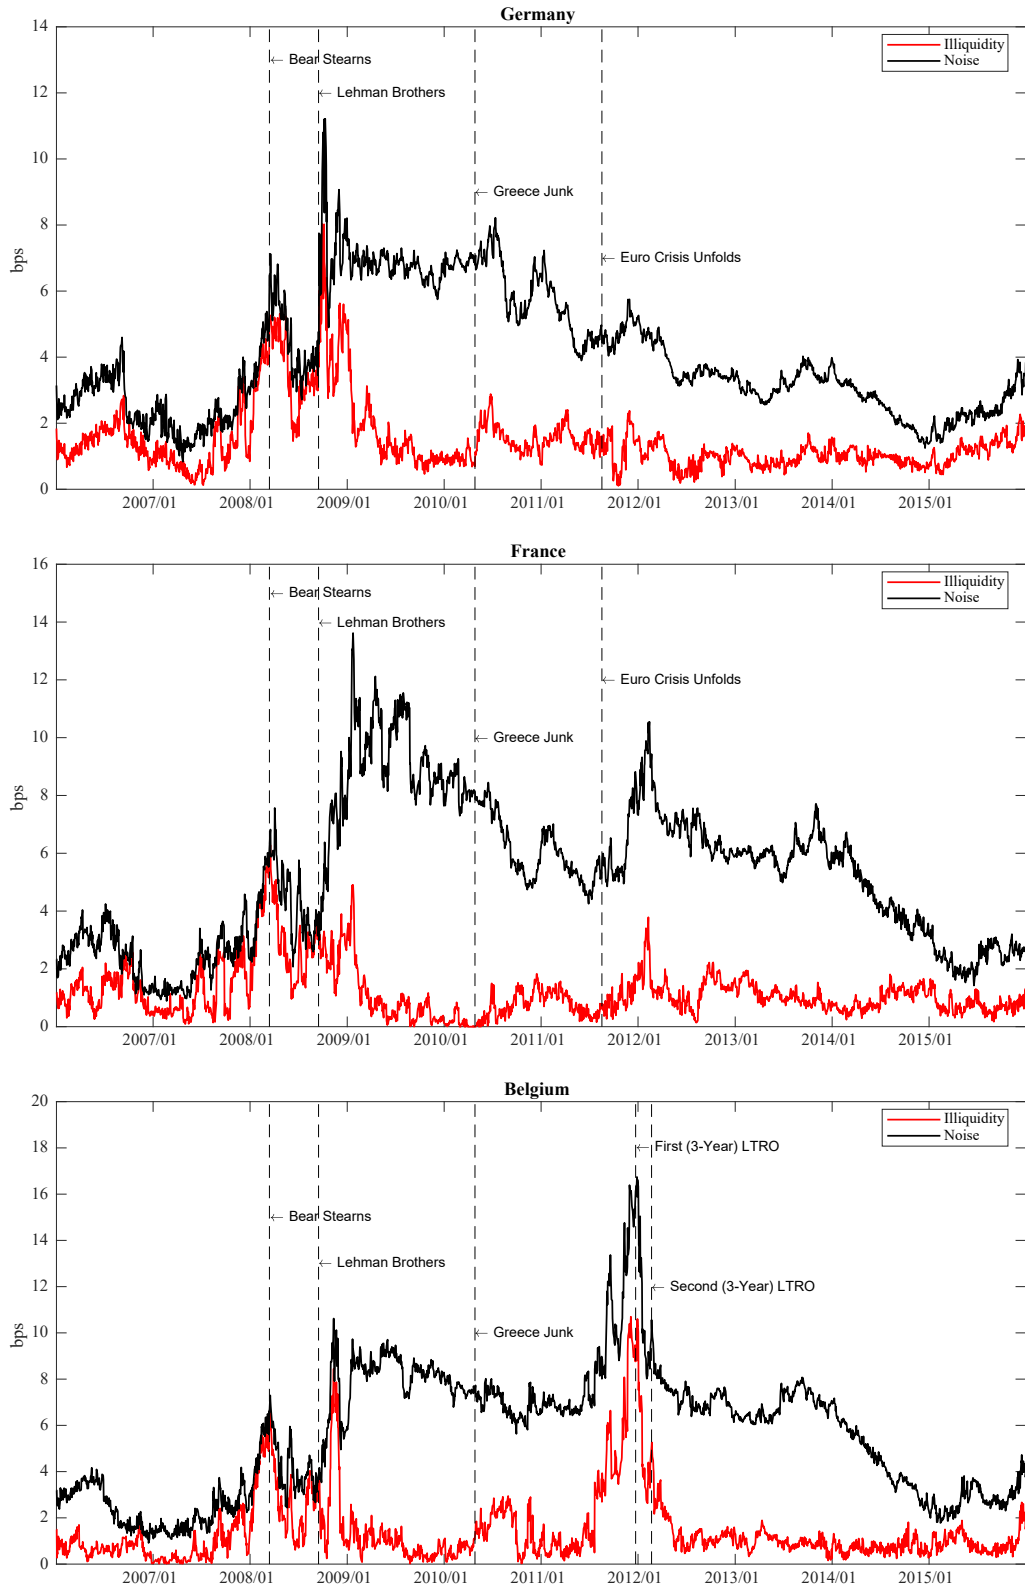 Germany
14
12
10
8
6
4
2
0
bps
← Bear Stearns
← Lehman Brothers
← Greece Junk
← Euro Crisis Unfolds
Illiquidity
Noise
2007/01 2008/01 2009/01 2010/01 2011/01 2012/01 2013/01 2014/01 2015/01
France
16
14
12
10
8
6
4
2
0
bps
← Bear Stearns
← Lehman Brothers
← Euro Crisis Unfolds
← Greece Junk
Illiquidity
Noise
2007/01 2008/01 2009/01 2010/01 2011/01 2012/01 2013/01 2014/01 2015/01
Belgium
20
18
16
14
12
10
8
6
4
2
0
bps
← First (3-Year) LTRO
← Bear Stearns
← Lehman Brothers
← Second (3-Year) LTRO
← Greece Junk
Illiquidity
Noise
2007/01 2008/01 2009/01 2010/01 2011/01 2012/01 2013/01 2014/01 2015/01